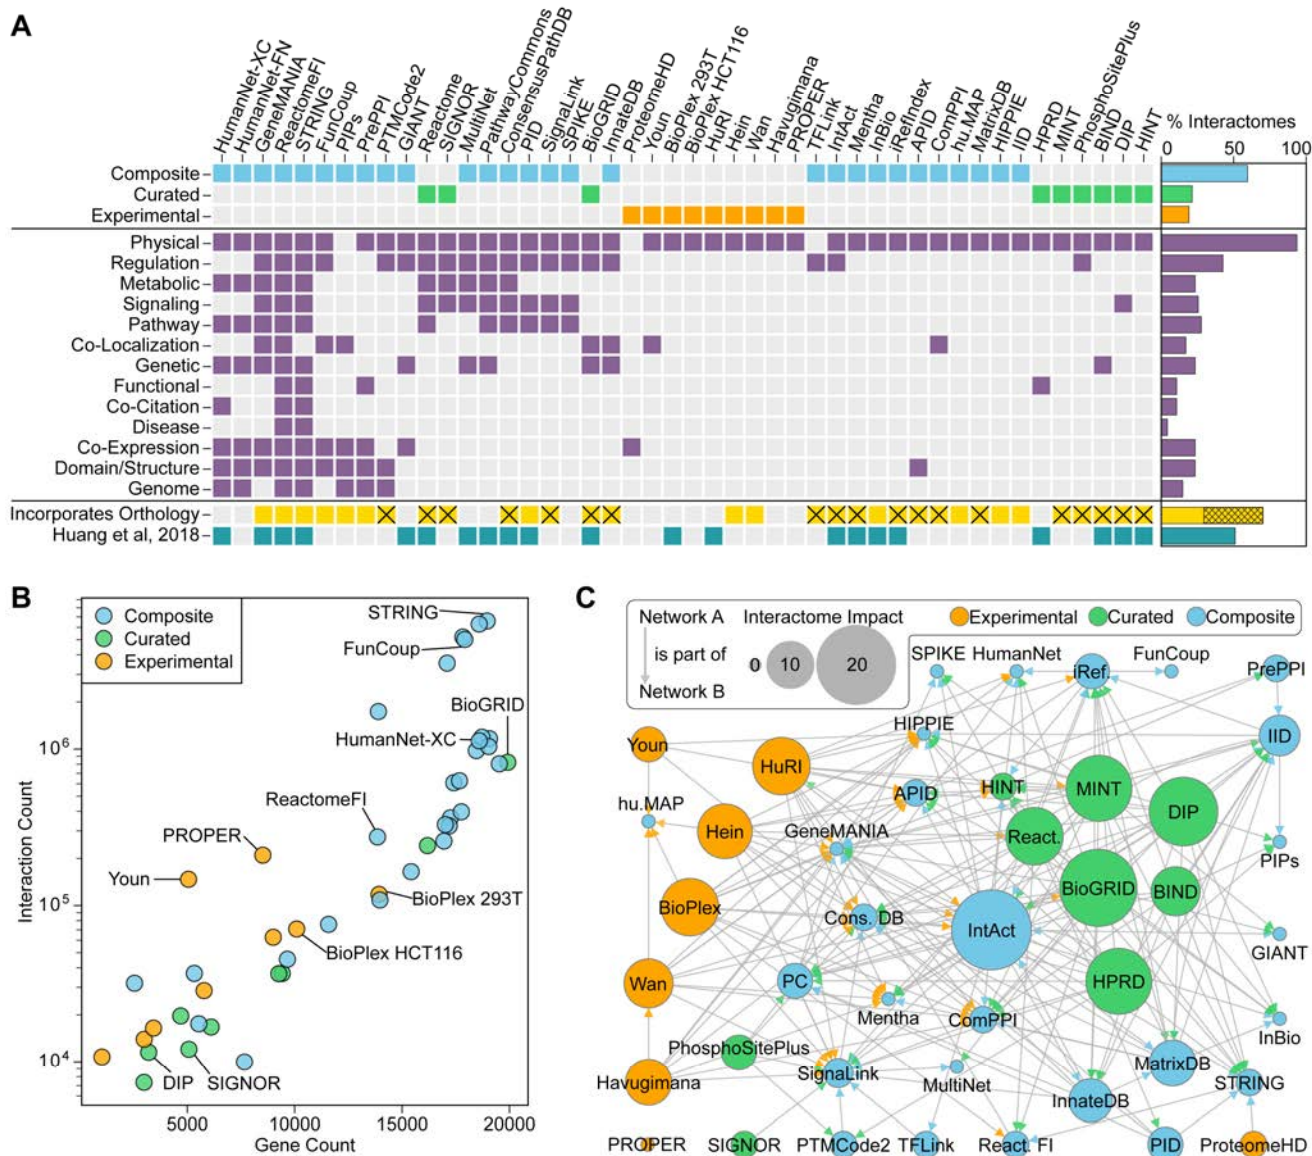 A
HumanNet-XC
HumanNet-FN
GeneMANIA
ReactomeFI
STRING
FunCoup
PIPs
PrePPI
PTMCode2
GIANT
Reactome
SIGNOR
MultiNet
PathwayCommons
ConsensusPathDB
PID
SignaLink
SPIKE
BioGRID
InnateDB
ProteomeHD
Youn
BioPlex 293T
BioPlex HCT116
HuRI
Hein
Wan
Havugimana
PROPER
TFLink
IntAct
Mentha
InBio
iRefIndex
APID
ComPPI
hu.MAP
MatrixDB
HIPPIE
IID
HPRD
MINT
PhosphoSitePlus
BIND
DIP
HINT
% Interactomes
0 50 100
Composite
Curated
Experimental
Physical
Regulation
Metabolic
Signaling
Pathway
Co-Localization
Genetic
Functional
Co-Citation
Disease
Co-Expression
Domain/Structure
Genome
Incorporates Orthology
Huang et al, 2018
B
Composite
Curated
Experimental
STRING
FunCoup
BioGRID
HumanNet-XC
ReactomeFI
PROPER
Youn
BioPlex 293T
BioPlex HCT116
DIP
SIGNOR
10⁶
10⁵
10⁴
Interaction Count
5000 10000 15000 20000
Gene Count
C
Network A
is part of
Network B
Interactome Impact
0 10 20
Experimental
Curated
Composite
SPIKE
HumanNet
iRef.
FunCoup
PrePPI
HIPPIE
IID
Youn
HuRI
APID
HINT
MINT
DIP
hu.MAP
Hein
GeneMANIA
React.
PIPs
BioPlex
Cons. DB
IntAct
BioGRID
BIND
GIANT
Wan
PC
Mentha
ComPPI
HPRD
InBio
PhosphoSitePlus
Havugimana
SignaLink
MultiNet
InnateDB
MatrixDB
STRING
PROPER
SIGNOR
PTMCode2
TFLink
React. FI
PID
ProteomeHD